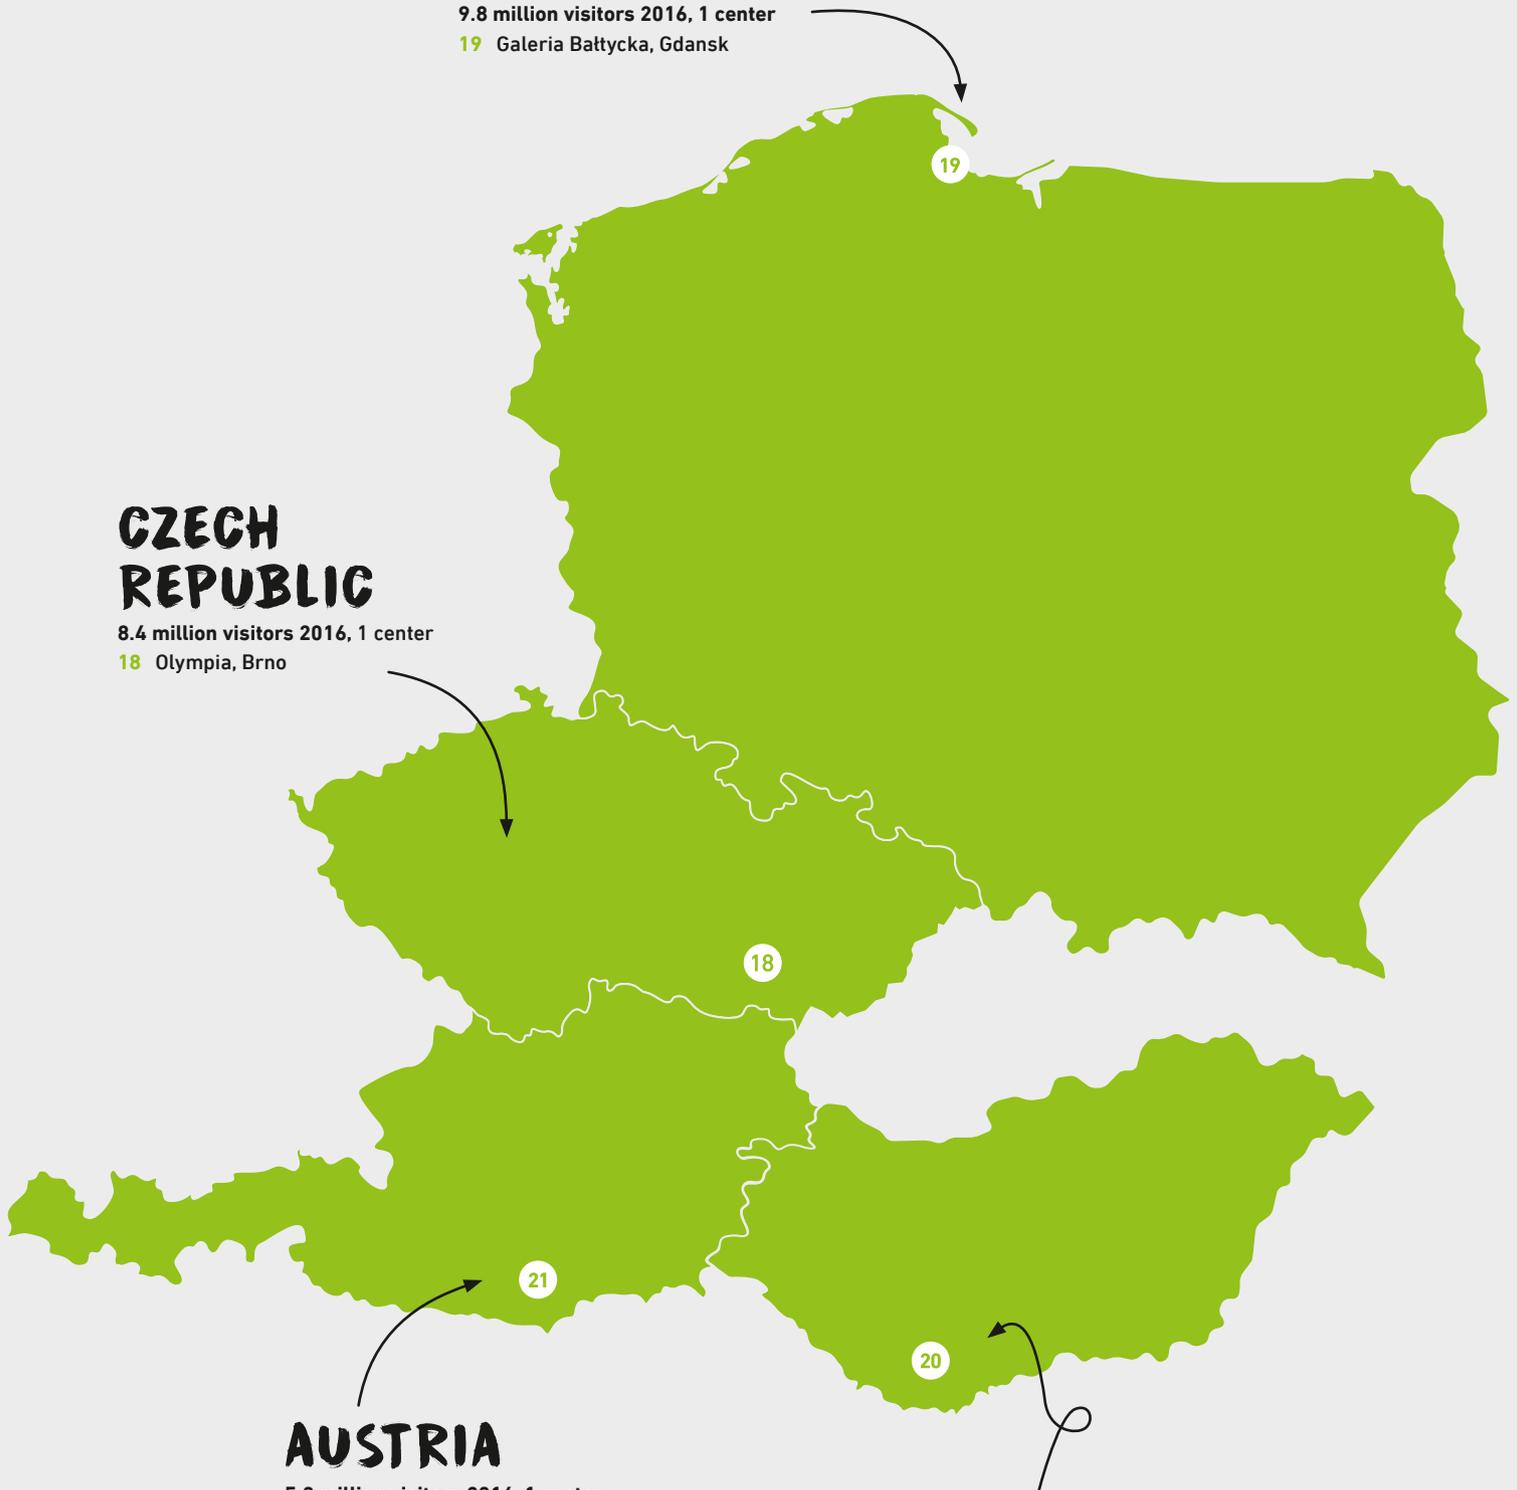 9.8 million visitors 2016, 1 center
19 Galeria Bałtycka, Gdansk
19
CZECH
REPUBLIC
8.4 million visitors 2016, 1 center
18 Olympia, Brno
18
21
20
AUSTRIA